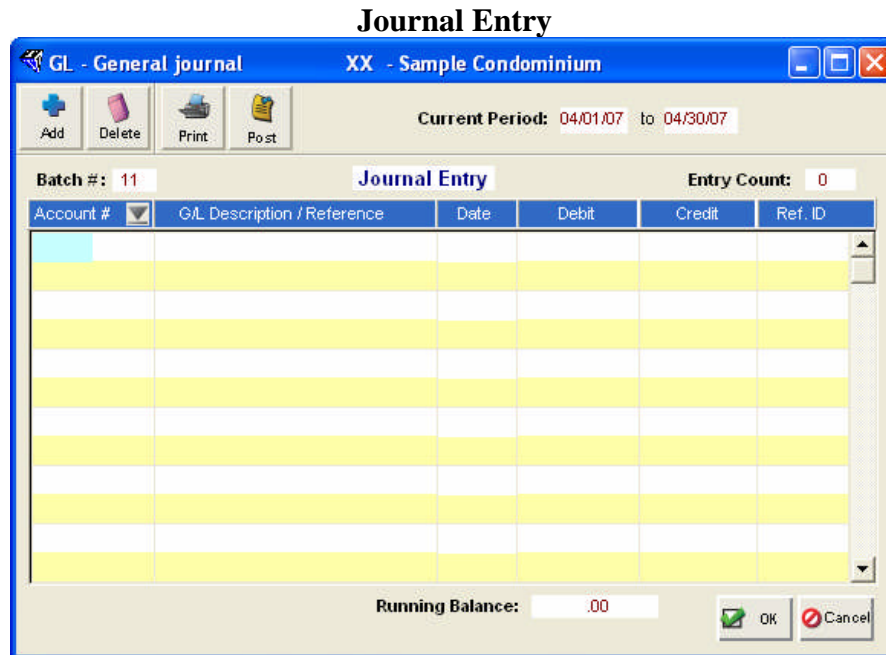 Journal Entry
GL - General journal XX - Sample Condominium
Add Delete Print Post Current Period: 04/01/07 to 04/30/07
Batch #: 11 Journal Entry Entry Count: 0
Account # G/L Description / Reference Date Debit Credit Ref. ID
Running Balance: .00 OK Cancel